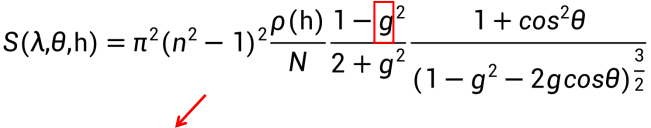 S(λ,θ,h) = π²(n² − 1)² ρ(h)/N (1 − g²)/(2 + g²) (1 + cos²θ)/(1 − g² − 2gcosθ)^(3/2)